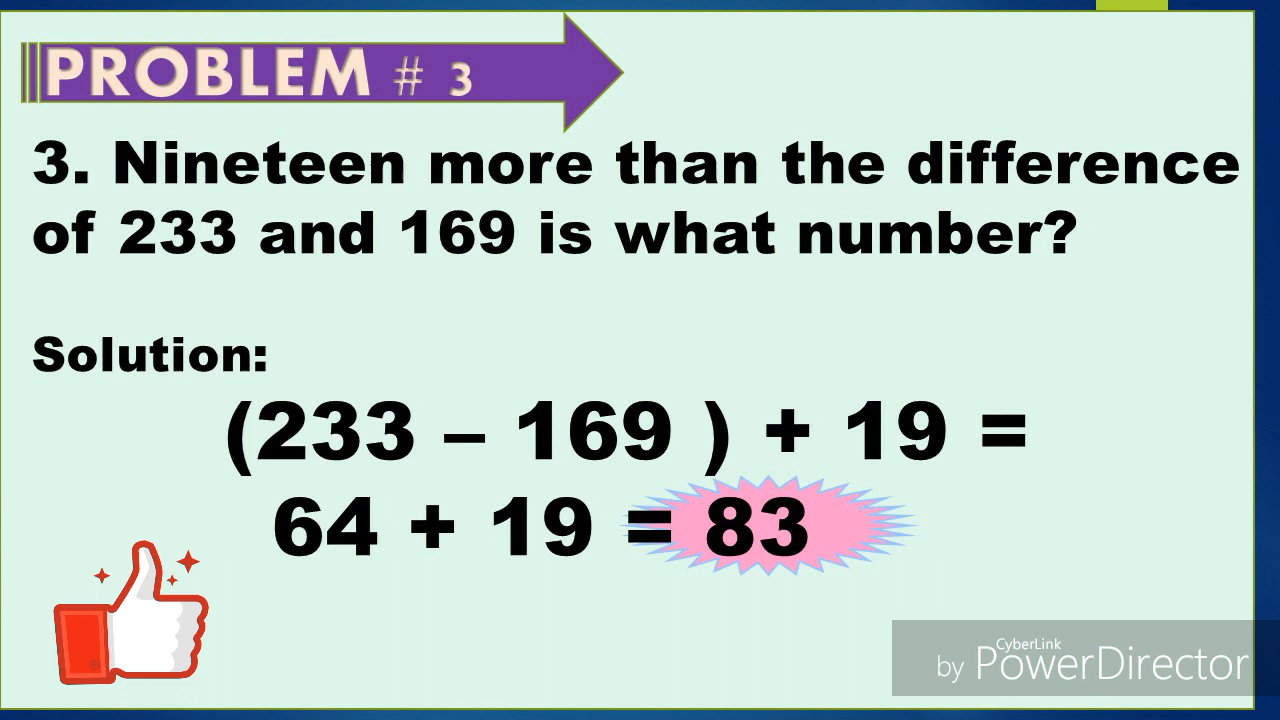 PROBLEM # 3
3. Nineteen more than the difference
of 233 and 169 is what number?
Solution:
(233 – 169 ) + 19 =
64 + 19 = 83
CyberLink
by PowerDirector